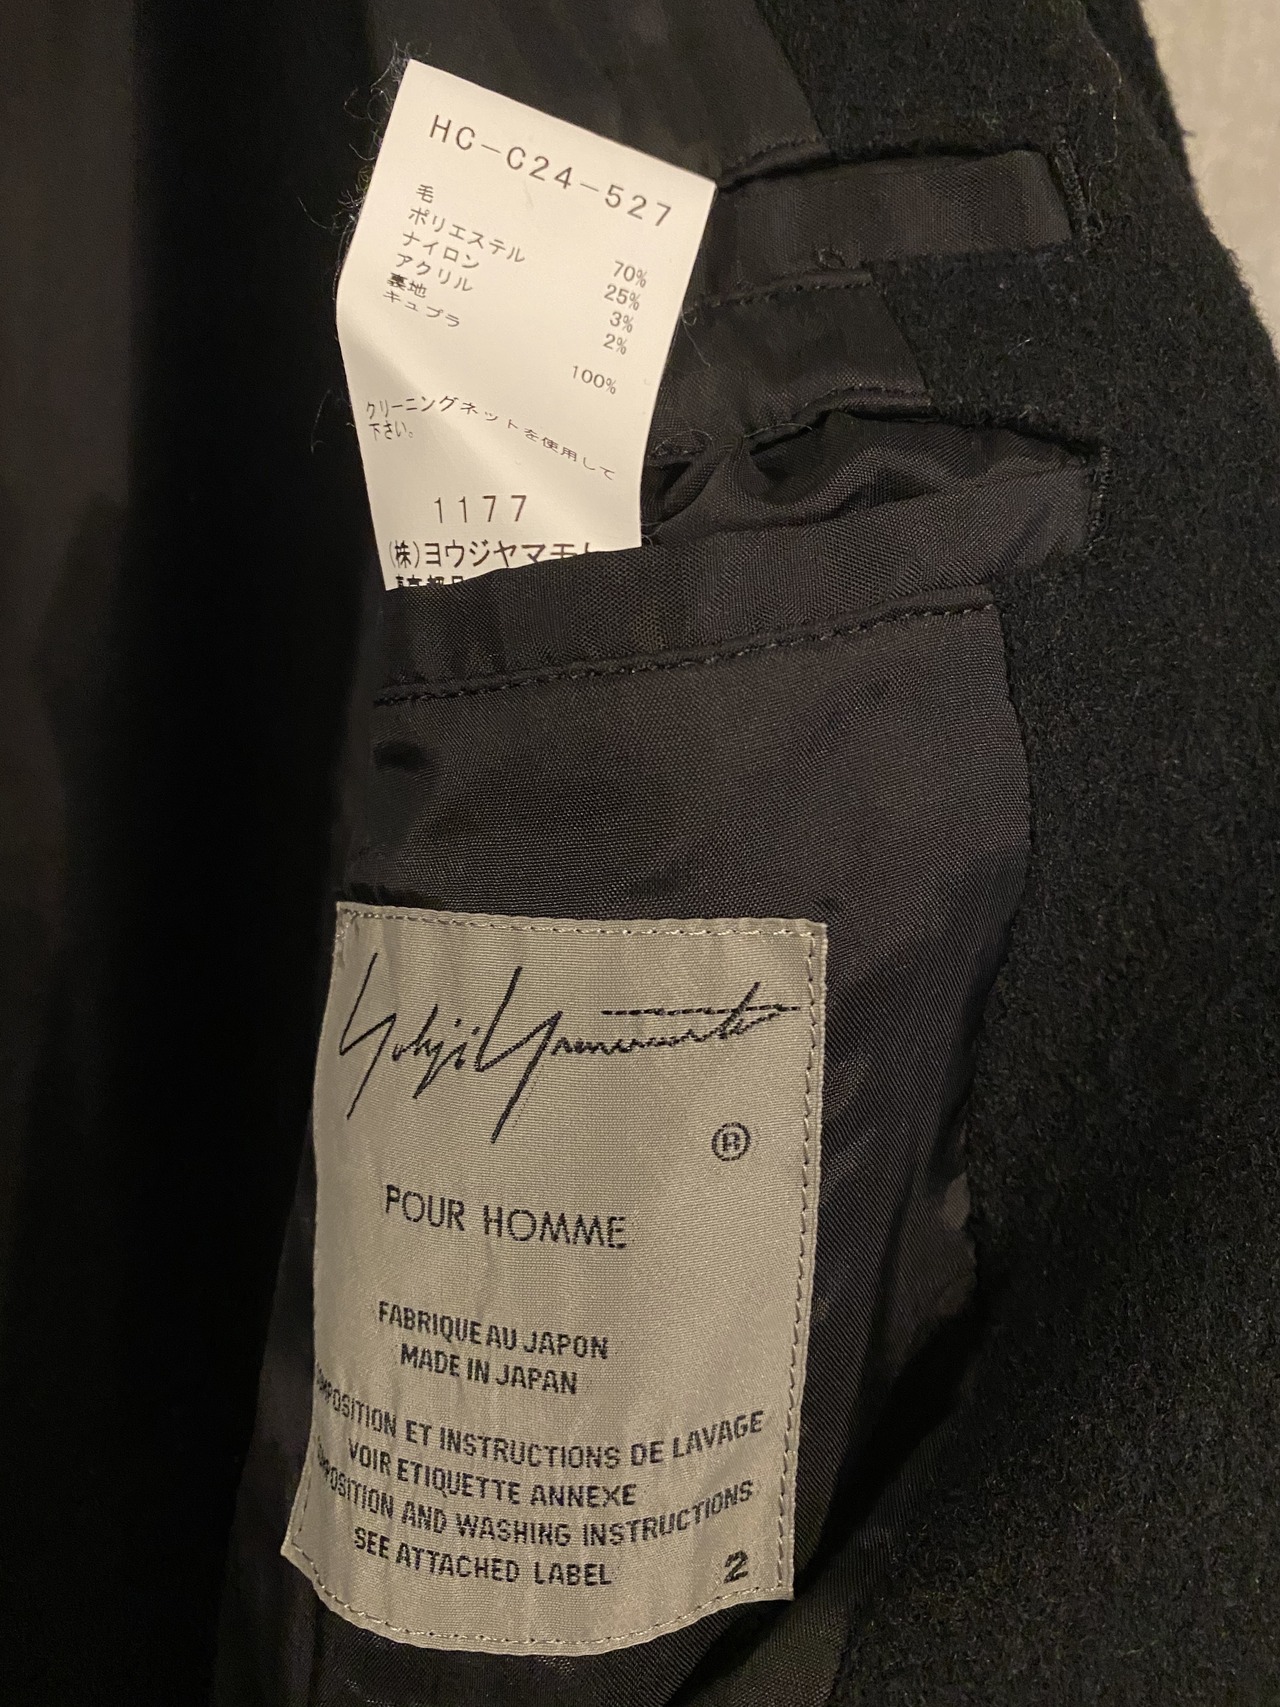 HC-C24-527
毛 70%
ポリエステル 25%
ナイロン 3%
アクリル 2%
裏地
キュプラ 100%
クリーニングネットを使用して
下さい。
1177
(株)ヨウジヤマモト
Yohji Yamamoto
®
POUR HOMME
FABRIQUE AU JAPON
MADE IN JAPAN
COMPOSITION ET INSTRUCTIONS DE LAVAGE
VOIR ETIQUETTE ANNEXE
COMPOSITION AND WASHING INSTRUCTIONS
SEE ATTACHED LABEL
2